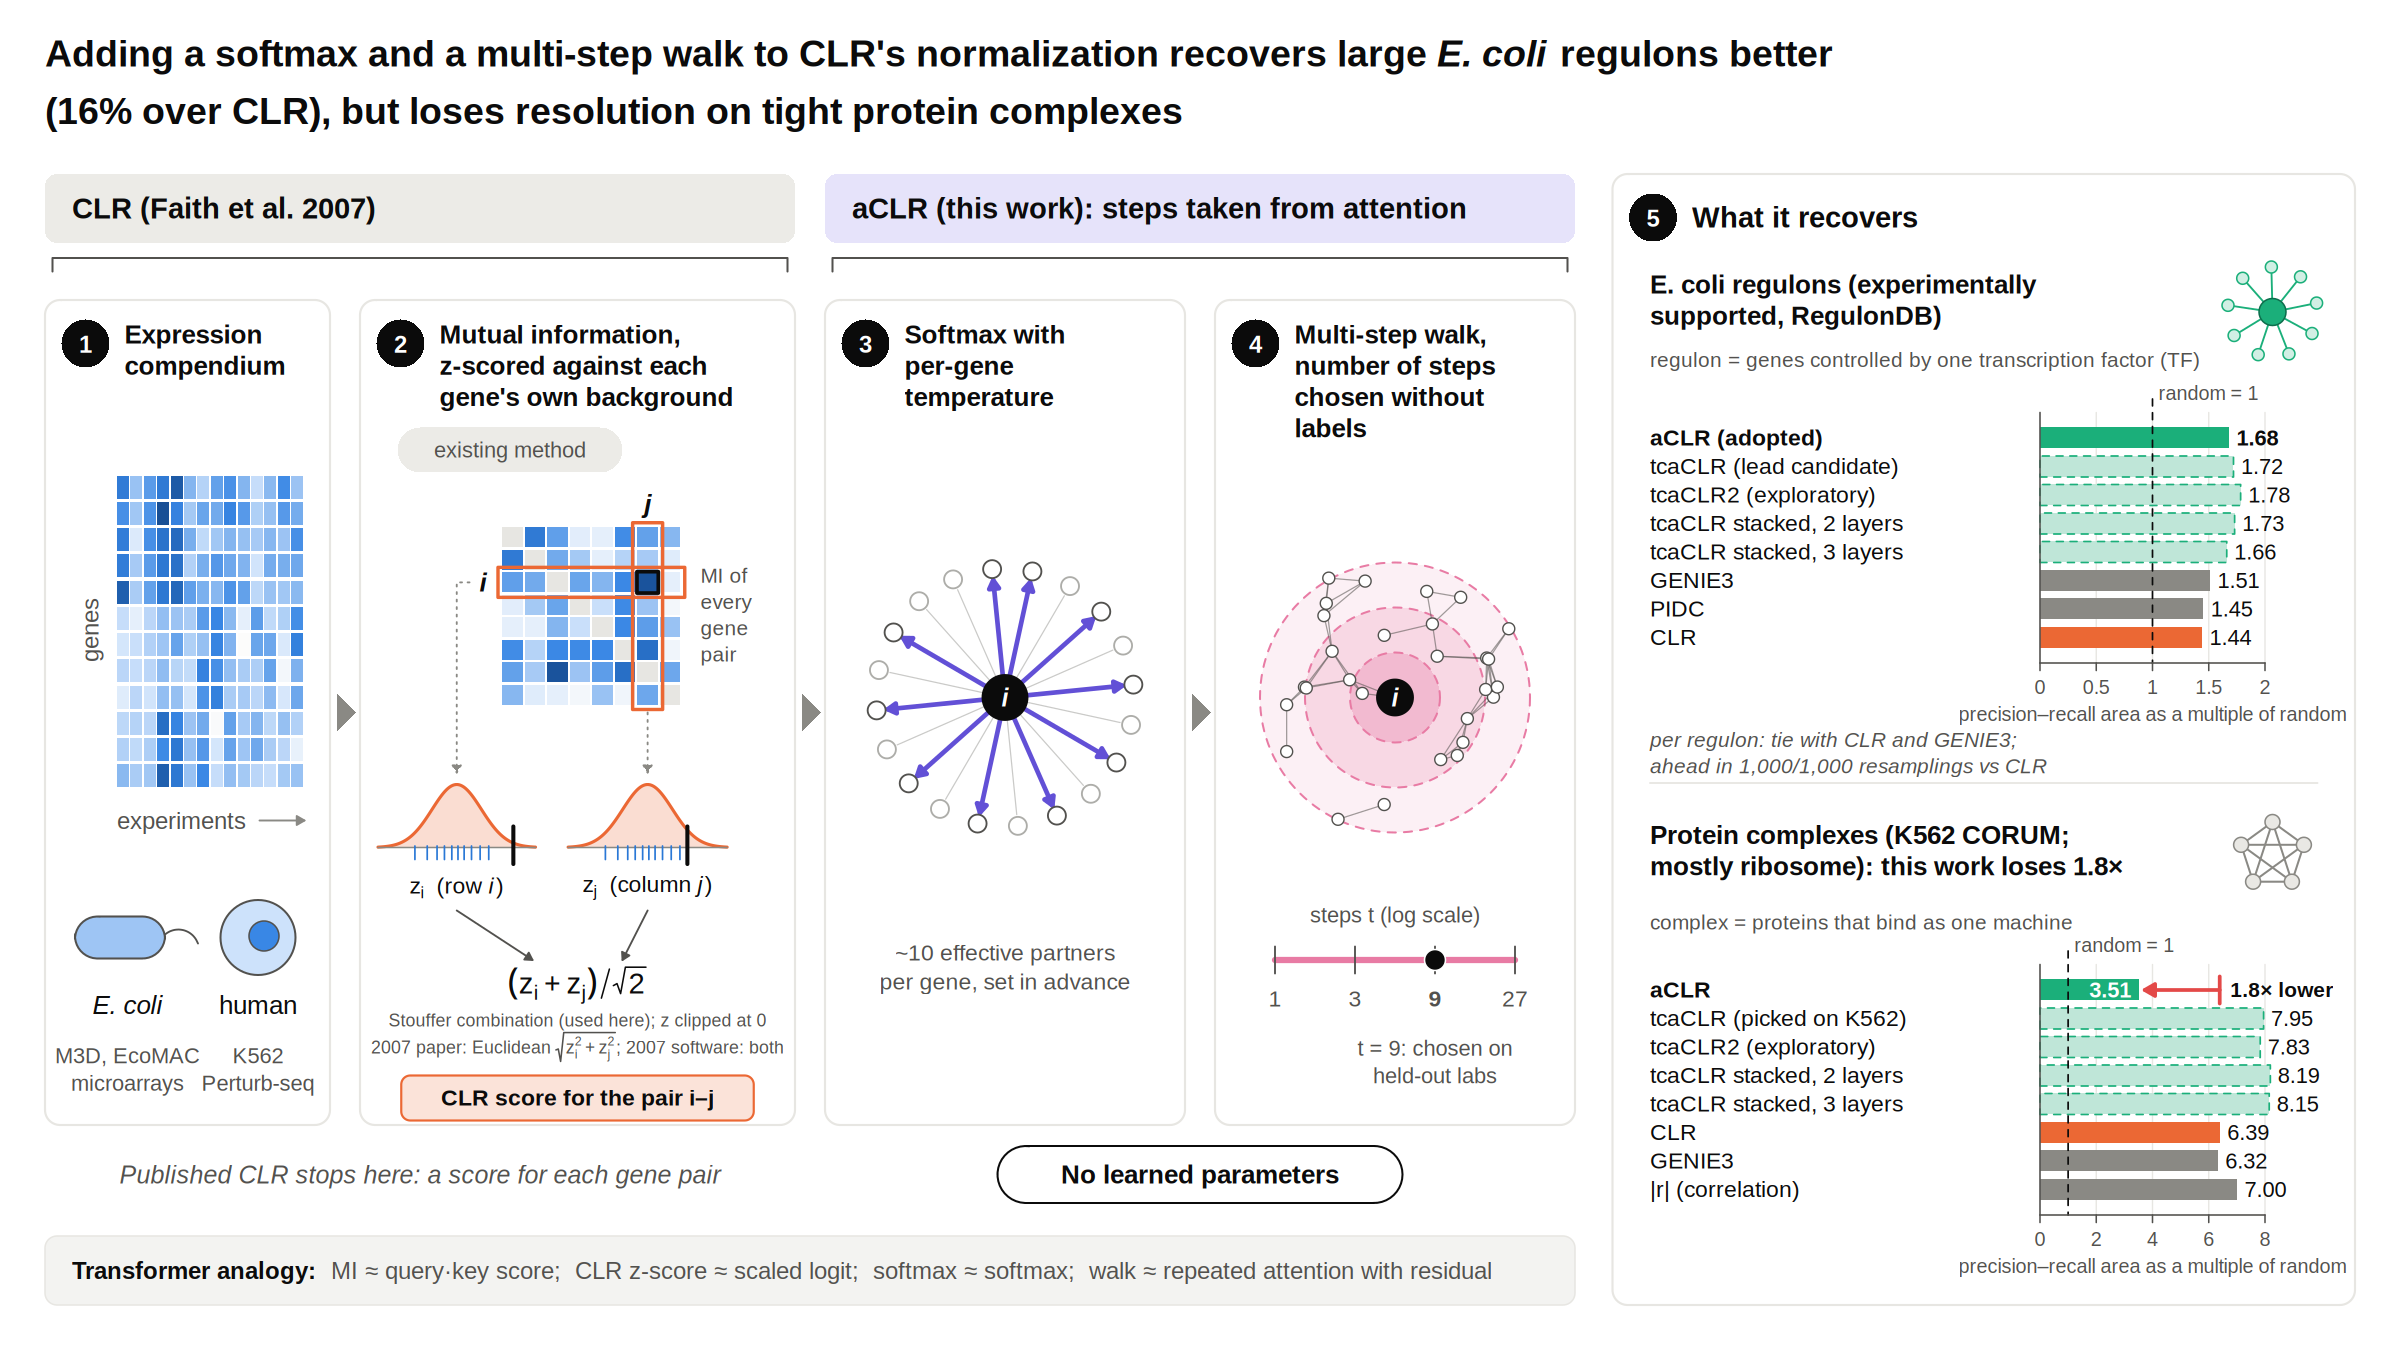 Adding a softmax and a multi-step walk to CLR's normalization recovers large E. coli regulons better
(16% over CLR), but loses resolution on tight protein complexes
CLR (Faith et al. 2007)
aCLR (this work): steps taken from attention
1
Expression
compendium
genes
experiments
E. coli
human
M3D, EcoMAC
microarrays
K562
Perturb-seq
2
Mutual information,
z-scored against each
gene's own background
existing method
j
i
MI of
every
gene
pair
zi (row i)
zj (column j)
(zi + zj)/√2
Stouffer combination (used here); z clipped at 0
2007 paper: Euclidean √zi² + zj²; 2007 software: both
CLR score for the pair i–j
3
Softmax with
per-gene
temperature
i
~10 effective partners
per gene, set in advance
4
Multi-step walk,
number of steps
chosen without
labels
i
steps t (log scale)
1 3 9 27
t = 9: chosen on
held-out labs
Published CLR stops here: a score for each gene pair
No learned parameters
Transformer analogy: MI ≈ query·key score; CLR z-score ≈ scaled logit; softmax ≈ softmax; walk ≈ repeated attention with residual
5
What it recovers
E. coli regulons (experimentally
supported, RegulonDB)
regulon = genes controlled by one transcription factor (TF)
random = 1
aCLR (adopted) 1.68
tcaCLR (lead candidate) 1.72
tcaCLR2 (exploratory) 1.78
tcaCLR stacked, 2 layers 1.73
tcaCLR stacked, 3 layers 1.66
GENIE3 1.51
PIDC 1.45
CLR 1.44
0 0.5 1 1.5 2
precision–recall area as a multiple of random
per regulon: tie with CLR and GENIE3;
ahead in 1,000/1,000 resamplings vs CLR
Protein complexes (K562 CORUM;
mostly ribosome): this work loses 1.8×
complex = proteins that bind as one machine
random = 1
aCLR 3.51 1.8× lower
tcaCLR (picked on K562) 7.95
tcaCLR2 (exploratory) 7.83
tcaCLR stacked, 2 layers 8.19
tcaCLR stacked, 3 layers 8.15
CLR 6.39
GENIE3 6.32
|r| (correlation) 7.00
0 2 4 6 8
precision–recall area as a multiple of random